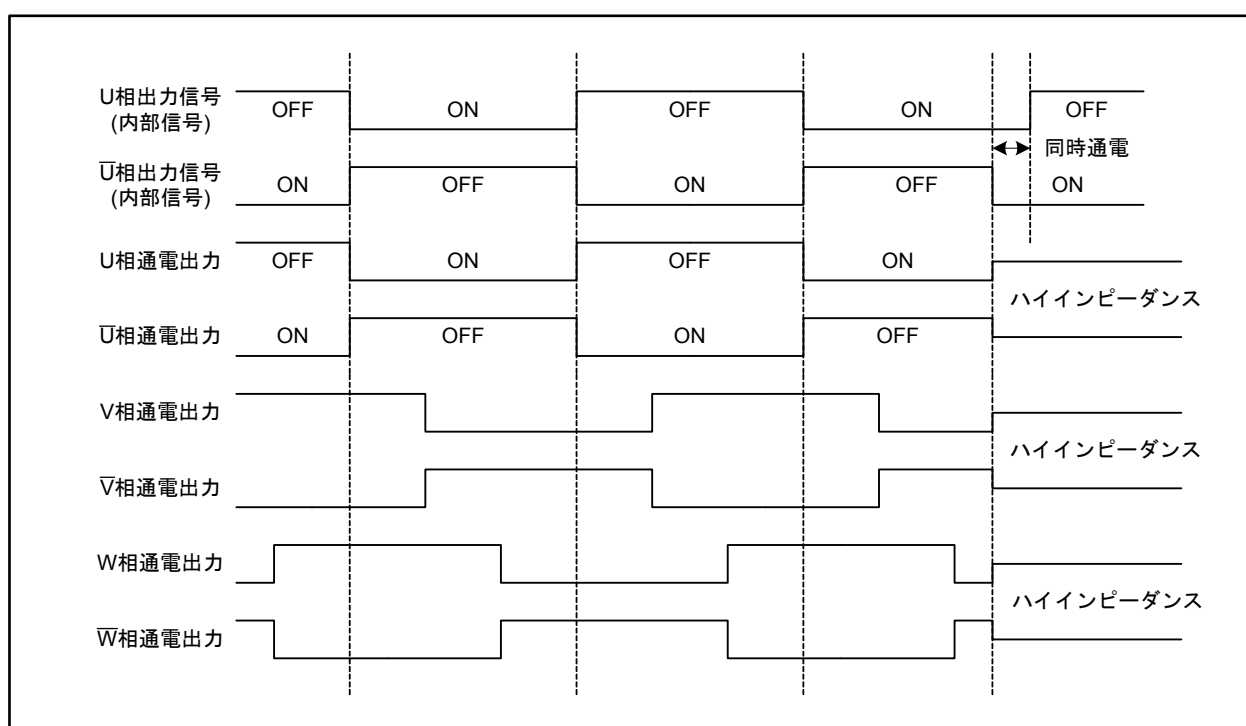 U相出力信号
(内部信号)
OFF
ON
OFF
ON
OFF
同時通電
U̅相出力信号
(内部信号)
ON
OFF
ON
OFF
ON
U相通電出力
OFF
ON
OFF
ON
ハイインピーダンス
U̅相通電出力
ON
OFF
ON
OFF
V相通電出力
ハイインピーダンス
V̅相通電出力
W相通電出力
ハイインピーダンス
W̅相通電出力